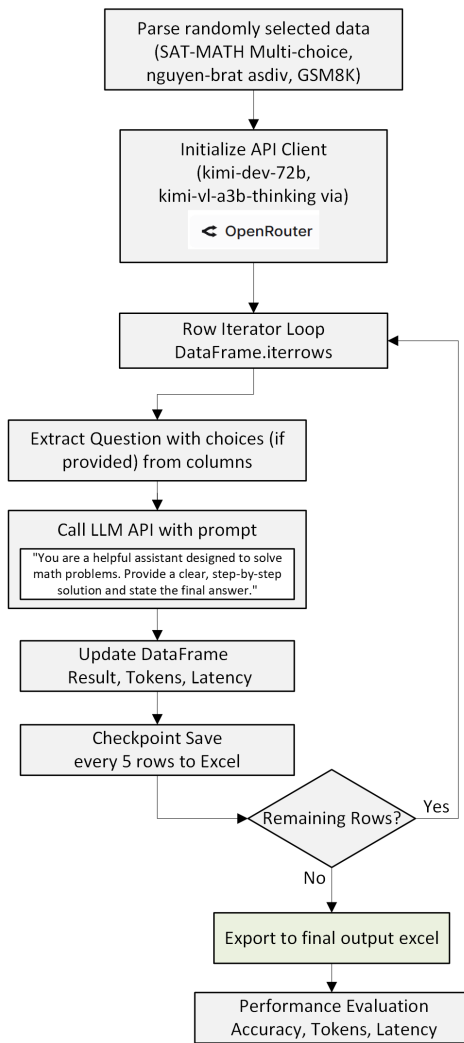 Parse randomly selected data
(SAT-MATH Multi-choice,
nguyen-brat asdiv, GSM8K)
Initialize API Client
(kimi-dev-72b,
kimi-vl-a3b-thinking via)
OpenRouter
Row Iterator Loop
DataFrame.iterrows
Extract Question with choices (if
provided) from columns
Call LLM API with prompt
"You are a helpful assistant designed to solve
math problems. Provide a clear, step-by-step
solution and state the final answer."
Update DataFrame
Result, Tokens, Latency
Checkpoint Save
every 5 rows to Excel
Remaining Rows?
Yes
No
Export to final output excel
Performance Evaluation
Accuracy, Tokens, Latency